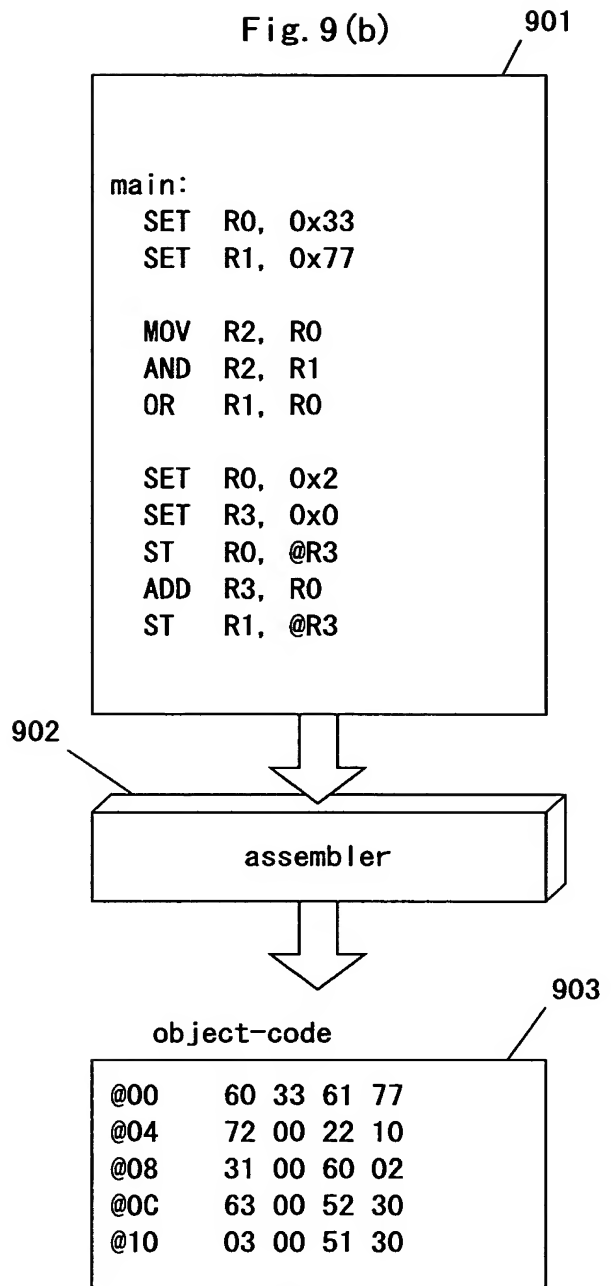 Fig. 9 (b)
901
main:
SET R0, 0x33
SET R1, 0x77
MOV R2, R0
AND R2, R1
OR R1, R0
SET R0, 0x2
SET R3, 0x0
ST R0, @R3
ADD R3, R0
ST R1, @R3
902
assembler
903
object-code
@00 60 33 61 77
@04 72 00 22 10
@08 31 00 60 02
@0C 63 00 52 30
@10 03 00 51 30